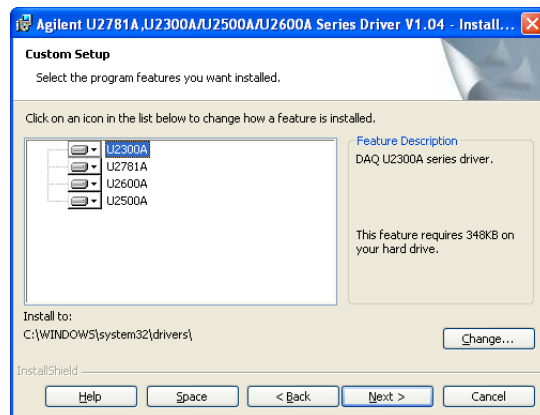 Agilent U2781A,U2300A/U2500A/U2600A Series Driver V1.04 - Install...
Custom Setup
Select the program features you want installed.
Click on an icon in the list below to change how a feature is installed.
U2300A
U2781A
U2600A
U2500A
Feature Description
DAQ U2300A series driver.
This feature requires 348KB on
your hard drive.
Install to:
C:\WINDOWS\system32\drivers\
Change...
InstallShield
Help
Space
< Back
Next >
Cancel